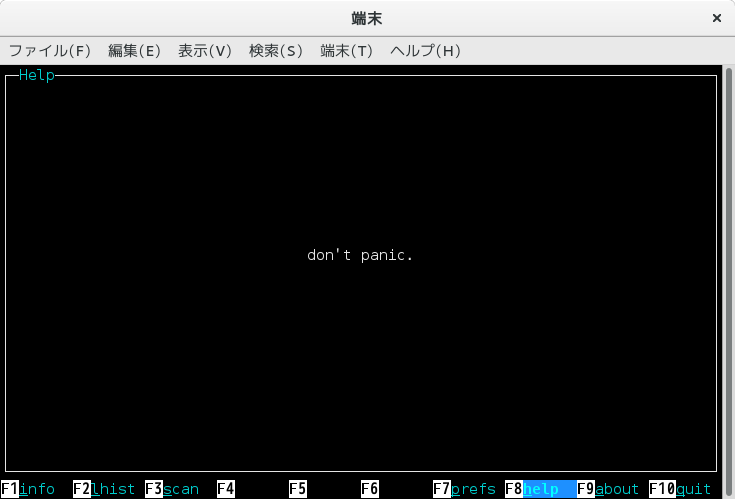 端末
ファイル(F) 編集(E) 表示(V) 検索(S) 端末(T) ヘルプ(H)
Help
don't panic.
F1info F2lhist F3scan F4 F5 F6 F7prefs F8help F9about F10quit